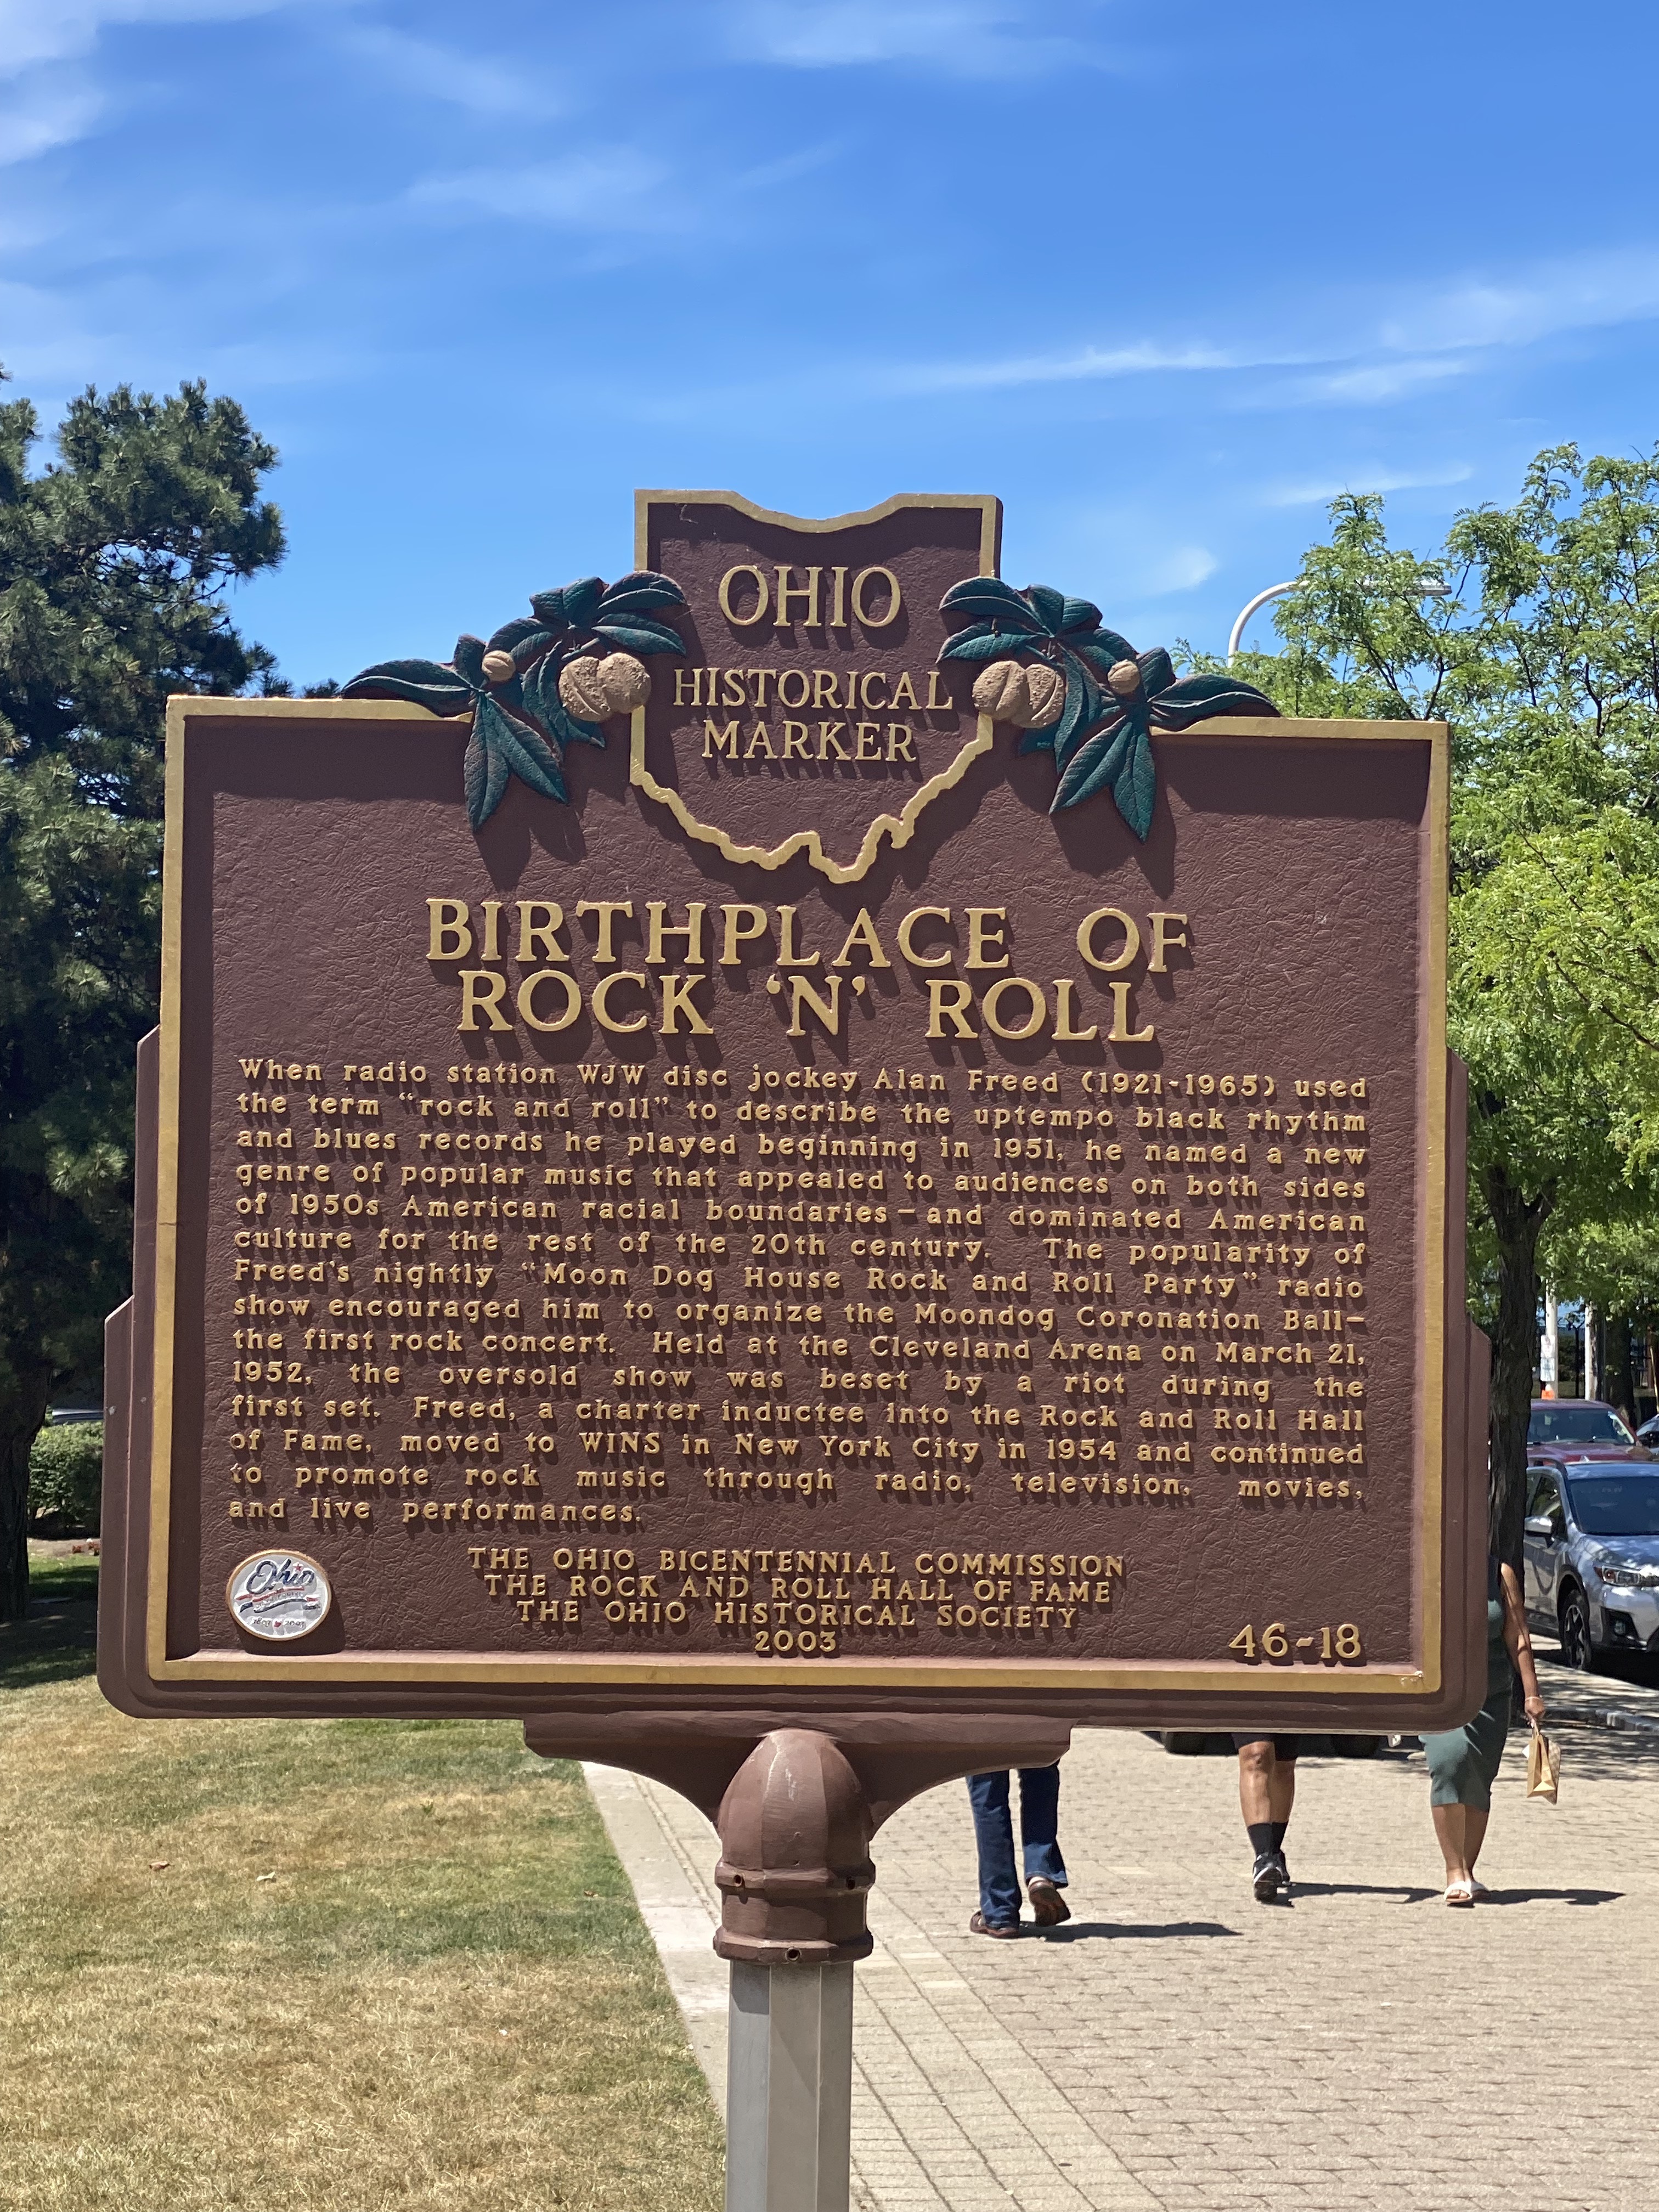 OHIO
HISTORICAL
MARKER
BIRTHPLACE OF
ROCK 'N' ROLL
When radio station WJW disc jockey Alan Freed (1921-1965) used
the term "rock and roll" to describe the uptempo black rhythm
and blues records he played beginning in 1951, he named a new
genre of popular music that appealed to audiences on both sides
of 1950s American racial boundaries—and dominated American
culture for the rest of the 20th century. The popularity of
Freed's nightly "Moon Dog House Rock and Roll Party" radio
show encouraged him to organize the Moondog Coronation Ball—
the first rock concert. Held at the Cleveland Arena on March 21,
1952, the oversold show was beset by a riot during the
first set. Freed, a charter inductee into the Rock and Roll Hall
of Fame, moved to WINS in New York City in 1954 and continued
to promote rock music through radio, television, movies,
and live performances.
Ohio
THE OHIO BICENTENNIAL COMMISSION
THE ROCK AND ROLL HALL OF FAME
THE OHIO HISTORICAL SOCIETY
2003
46-18